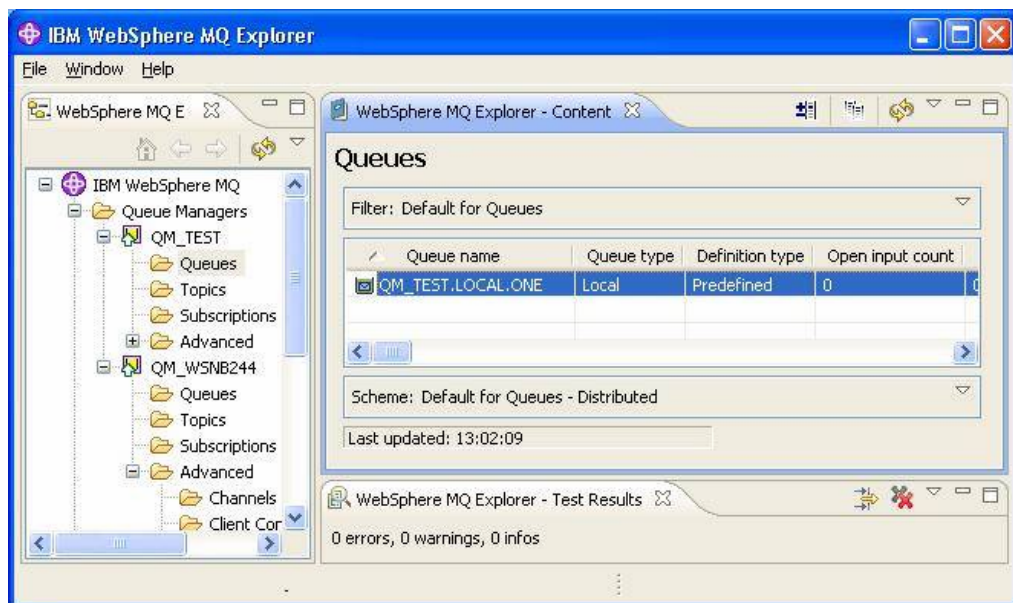 IBM WebSphere MQ Explorer
File Window Help
WebSphere MQ E
IBM WebSphere MQ
Queue Managers
QM_TEST
Queues
Topics
Subscriptions
Advanced
QM_WSNB244
Queues
Topics
Subscriptions
Advanced
Channels
Client Cor
WebSphere MQ Explorer - Content
Queues
Filter: Default for Queues
Queue name Queue type Definition type Open input count
QM_TEST.LOCAL.ONE Local Predefined 0 0
Scheme: Default for Queues - Distributed
Last updated: 13:02:09
WebSphere MQ Explorer - Test Results
0 errors, 0 warnings, 0 infos